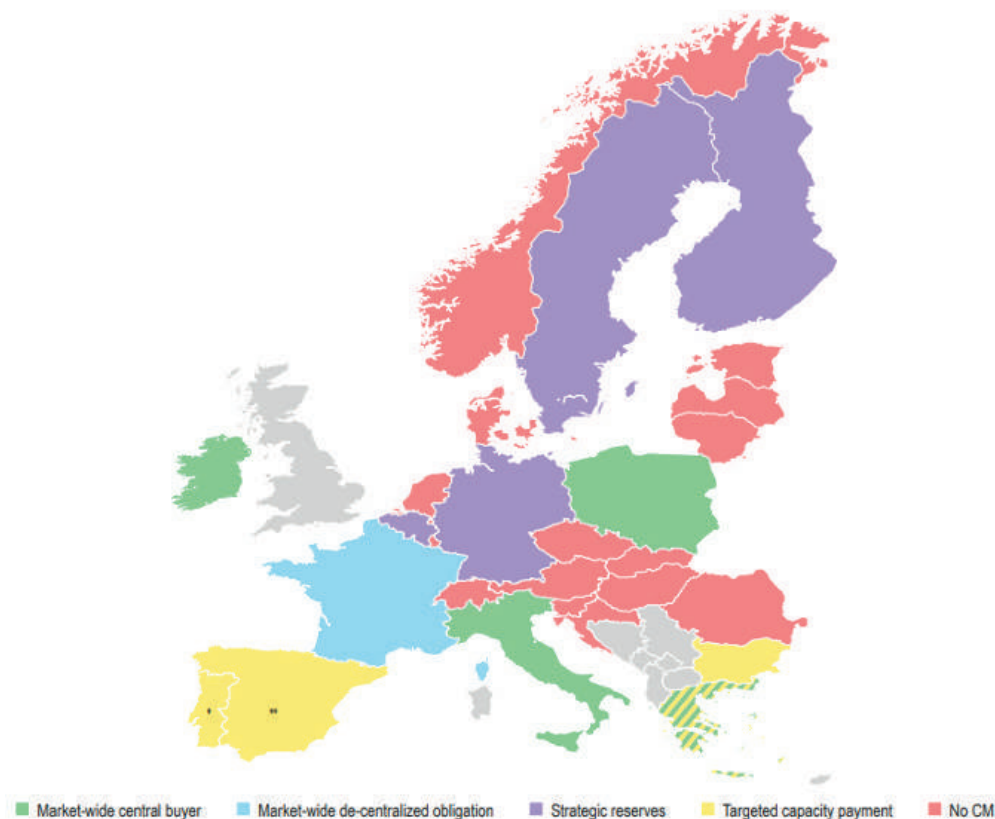 Market-wide central buyer
Market-wide de-centralized obligation
Strategic reserves
Targeted capacity payment
No CM